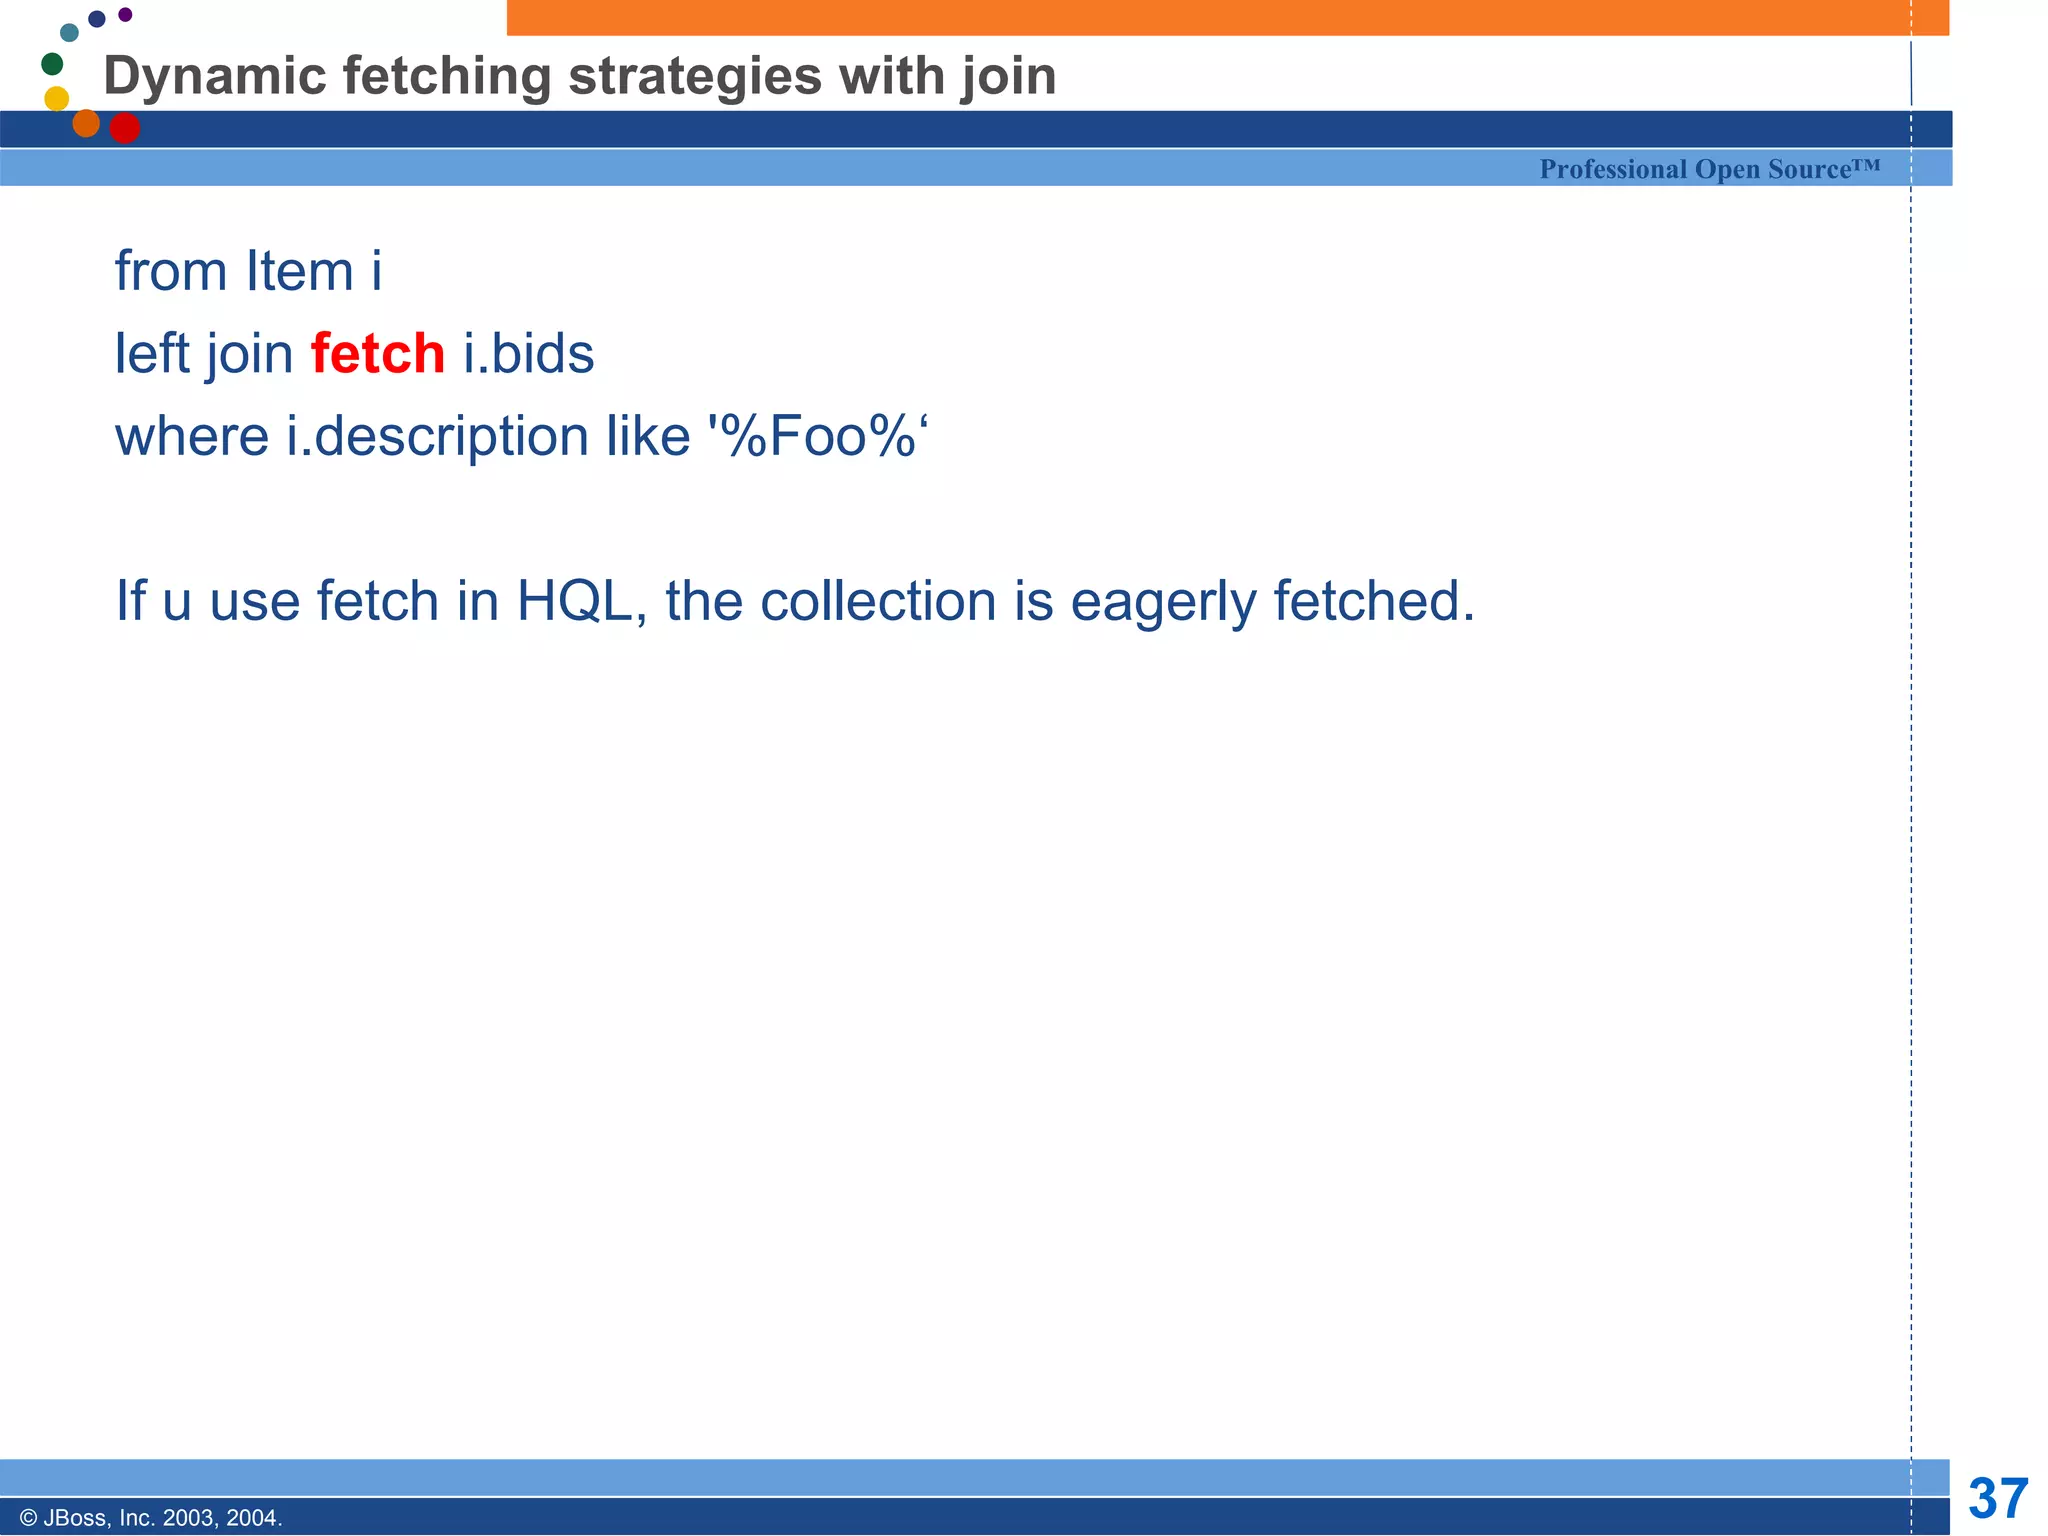 Dynamic fetching strategies with join
Professional Open Source™
from Item i
left join fetch i.bids
where i.description like '%Foo%‘
If u use fetch in HQL, the collection is eagerly fetched.
© JBoss, Inc. 2003, 2004.
37